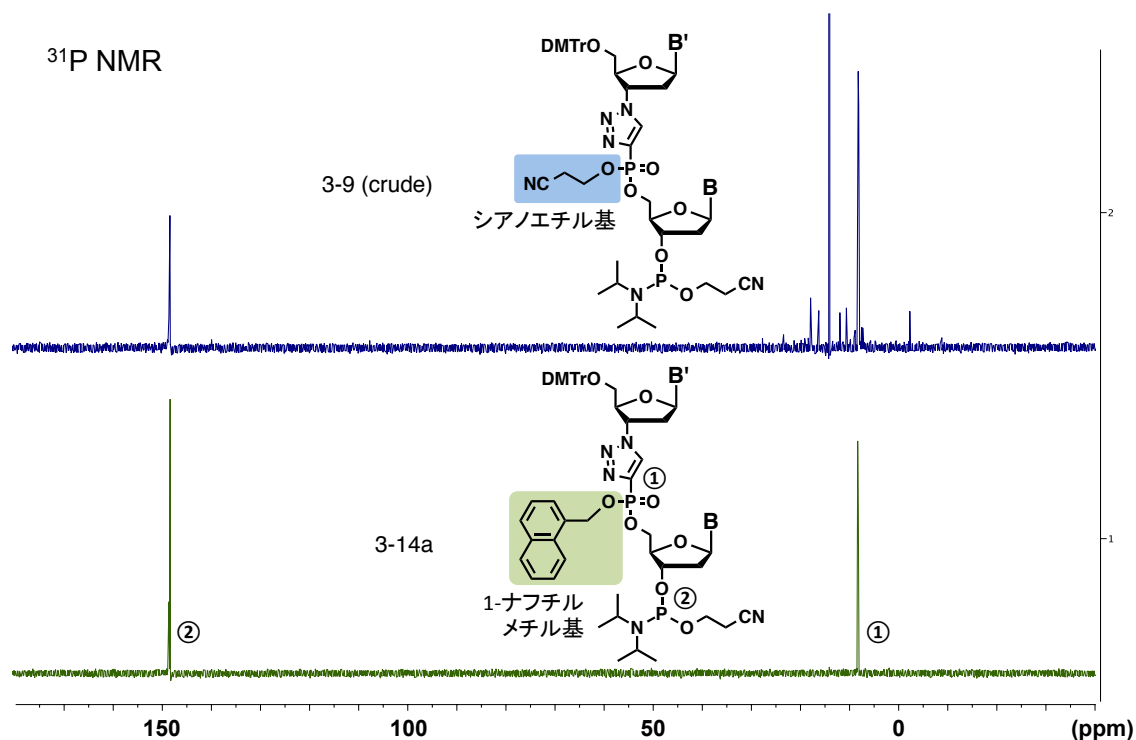 ³¹P NMR
DMTrO
B'
O
N
N
N
3-9 (crude)
NC
O
P
O
O
B
シアノエチル基
O
O
N
P
O
CN
2
DMTrO
B'
O
N
N
N
①
O
P
O
O
B
3-14a
O
1-ナフチル
メチル基
O
②
N
P
O
CN
1
②
①
150
100
50
0
(ppm)